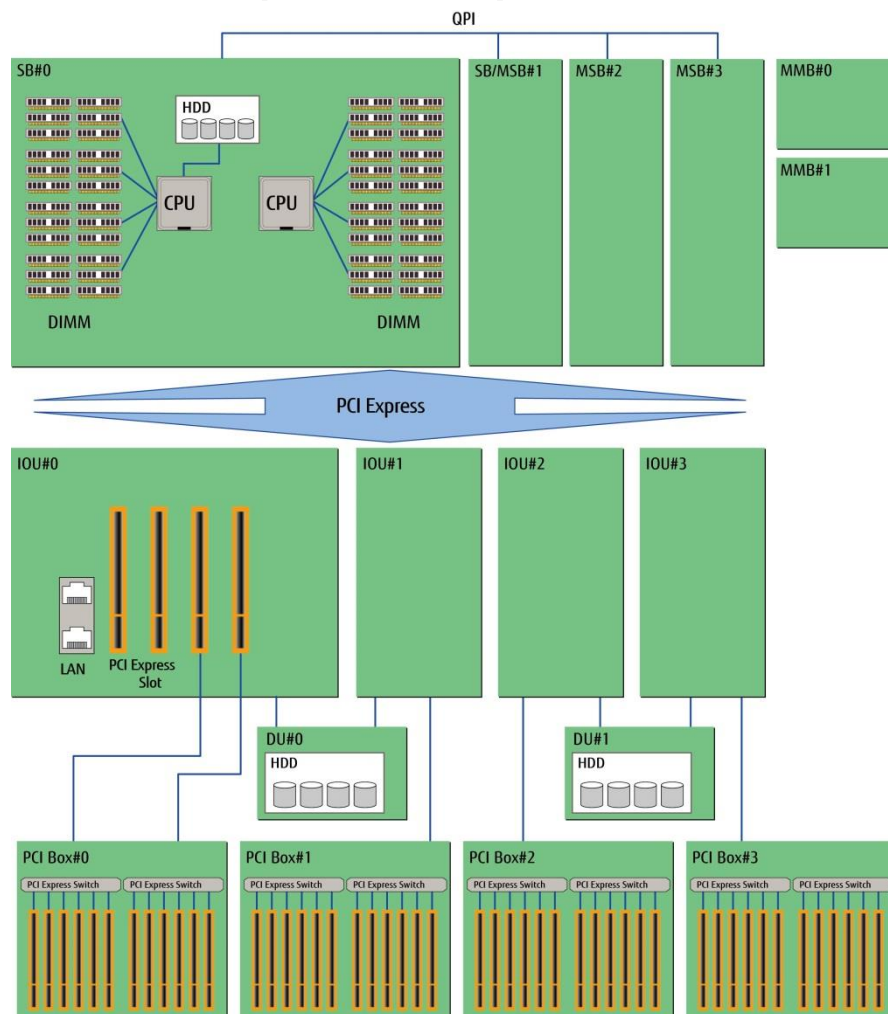 QPI
SB#0
SB/MSB#1
MSB#2
MSB#3
MMB#0
HDD
MMB#1
CPU
CPU
DIMM
DIMM
PCI Express
IOU#0
IOU#1
IOU#2
IOU#3
LAN
PCI Express
Slot
DU#0
HDD
DU#1
HDD
PCI Box#0
PCI Express Switch
PCI Express Switch
PCI Box#1
PCI Express Switch
PCI Express Switch
PCI Box#2
PCI Express Switch
PCI Express Switch
PCI Box#3
PCI Express Switch
PCI Express Switch